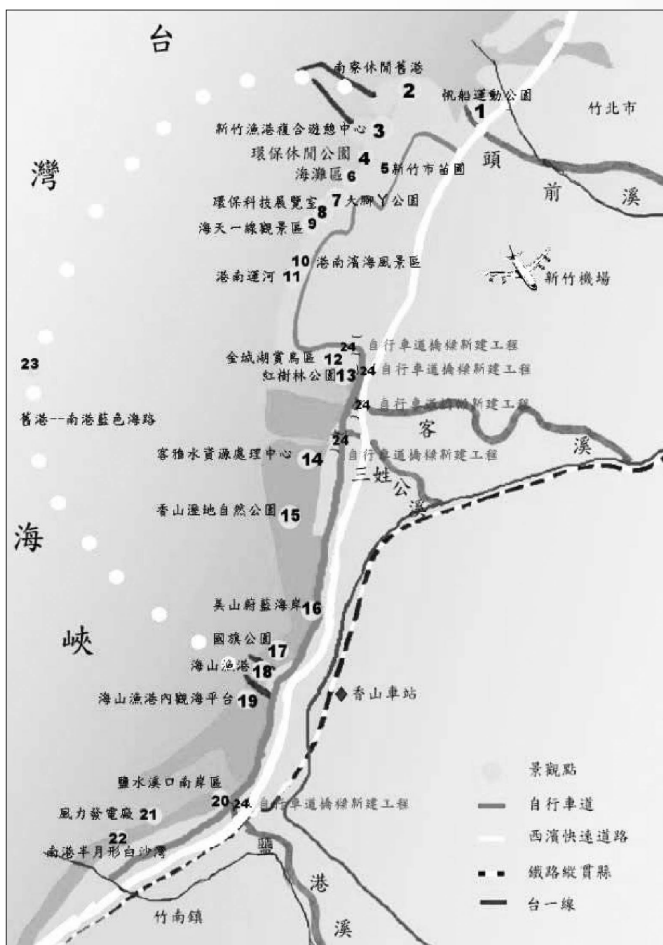 台
灣
海
峽
南寮休閒舊港
2
帆船運動公園
1
竹北市
新竹漁港複合遊憩中心
3
頭
前
溪
環保休閒公園
4
海灘區
6
5
新竹市苗圃
環保科技展覽室
8
7
大腳丫公園
海天一線觀景區
9
10
港南濱海風景區
港南運河
11
新竹機場
24
自行車道橋樑新建工程
金城湖賞鳥區
12
紅樹林公園
13
24
自行車道橋樑新建工程
24
自行車道橋樑新建工程
23
舊港--南港藍色海路
客
溪
24
自行車道橋樑新建工程
客雅水資源處理中心
14
三姓公
溪
香山溼地自然公園
15
美山蔚藍海岸
16
國旗公園
17
海山漁港
18
海山漁港內觀海平台
19
香山車站
鹽水溪口南岸區
20
24
自行車道橋樑新建工程
風力發電廠
21
22
南港半月形白沙灣
竹南鎮
鹽
港
溪
景觀點
自行車道
西濱快速道路
鐵路縱貫縣
台一線